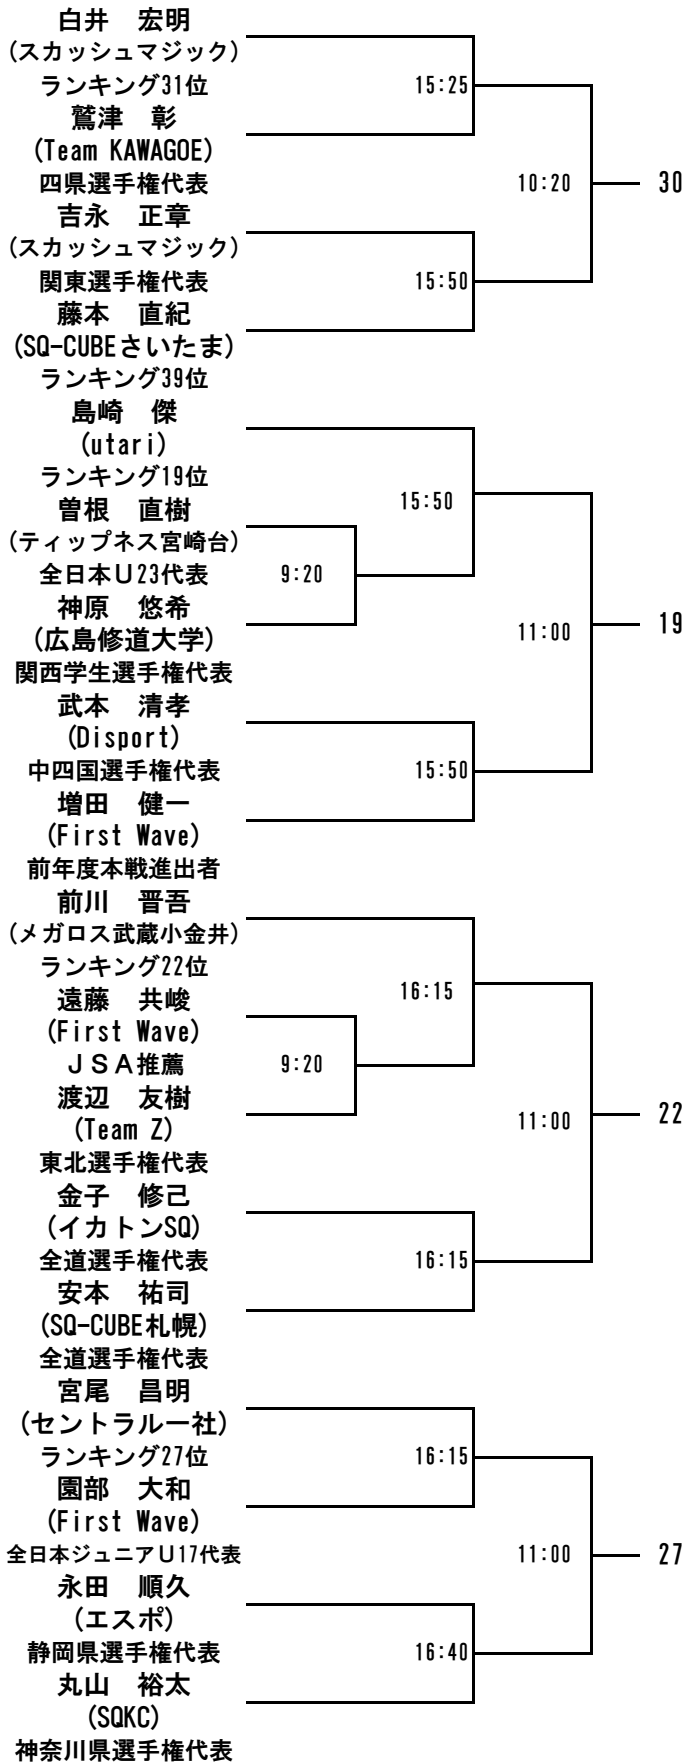 白井　宏明
(スカッシュマジック)
ランキング31位
15:25
鷲津　彰
(Team KAWAGOE)
四県選手権代表
10:20
30
吉永　正章
(スカッシュマジック)
関東選手権代表
15:50
藤本　直紀
(SQ-CUBEさいたま)
ランキング39位
島崎　傑
(utari)
ランキング19位
15:50
曽根　直樹
(ティップネス宮崎台)
全日本U23代表
9:20
神原　悠希
(広島修道大学)
11:00
19
関西学生選手権代表
武本　清孝
(Disport)
中四国選手権代表
15:50
増田　健一
(First Wave)
前年度本戦進出者
前川　晋吾
(メガロス武蔵小金井)
ランキング22位
16:15
遠藤　共峻
(First Wave)
ＪＳＡ推薦
9:20
渡辺　友樹
(Team Z)
11:00
22
東北選手権代表
金子　修己
(イカトンSQ)
全道選手権代表
16:15
安本　祐司
(SQ-CUBE札幌)
全道選手権代表
宮尾　昌明
(セントラル一社)
ランキング27位
16:15
園部　大和
(First Wave)
全日本ジュニアU17代表
11:00
27
永田　順久
(エスポ)
静岡県選手権代表
16:40
丸山　裕太
(SQKC)
神奈川県選手権代表